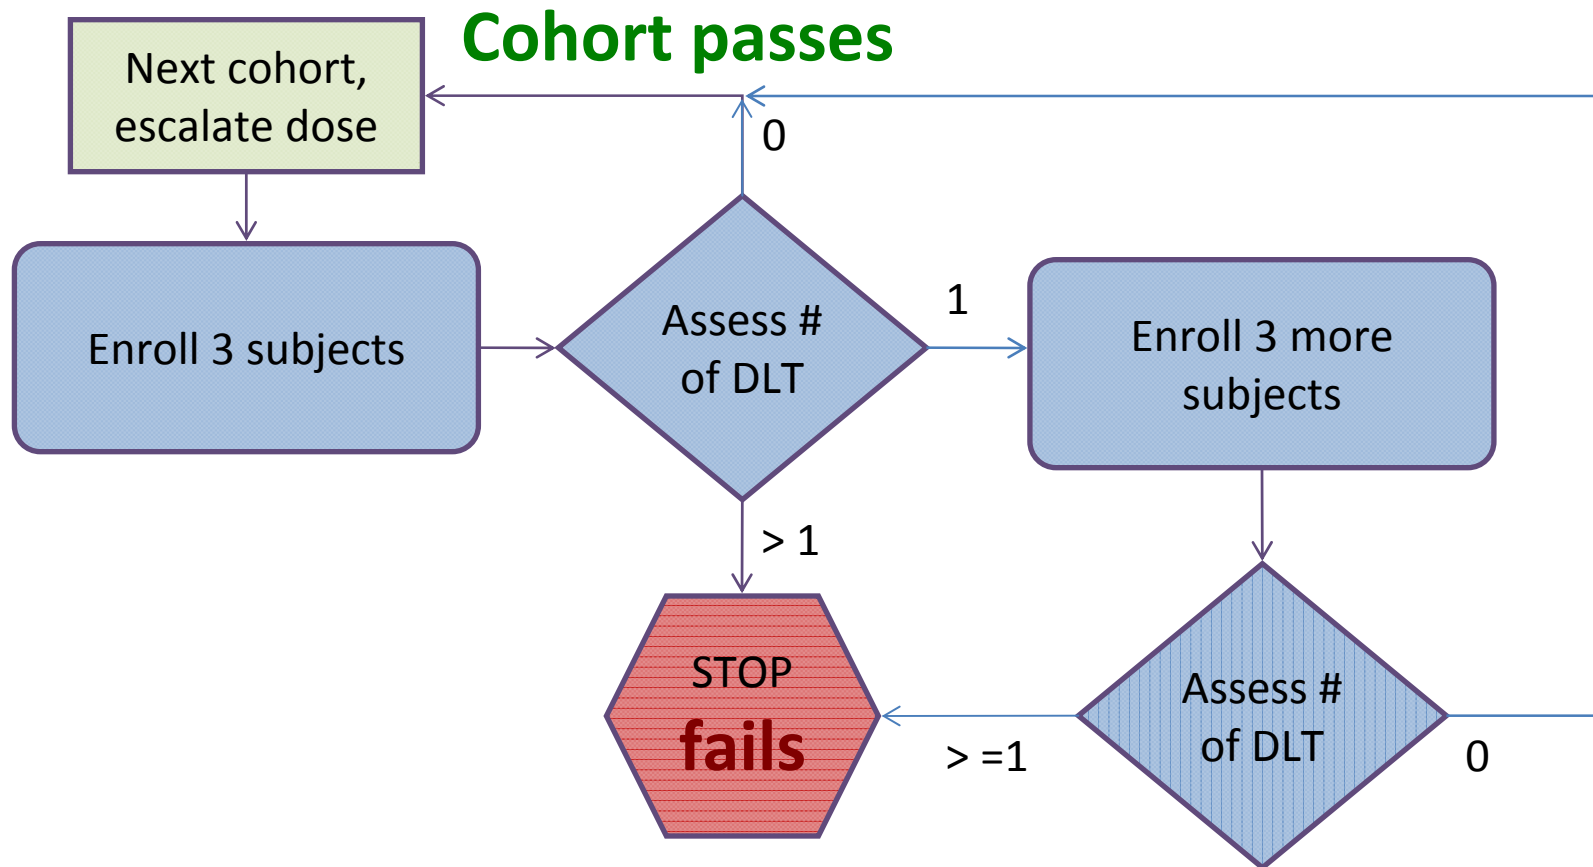 Cohort passes
Next cohort,
escalate dose
0
Enroll 3 subjects
Assess #
of DLT
1
Enroll 3 more
subjects
> 1
STOP
fails
> =1
Assess #
of DLT
0